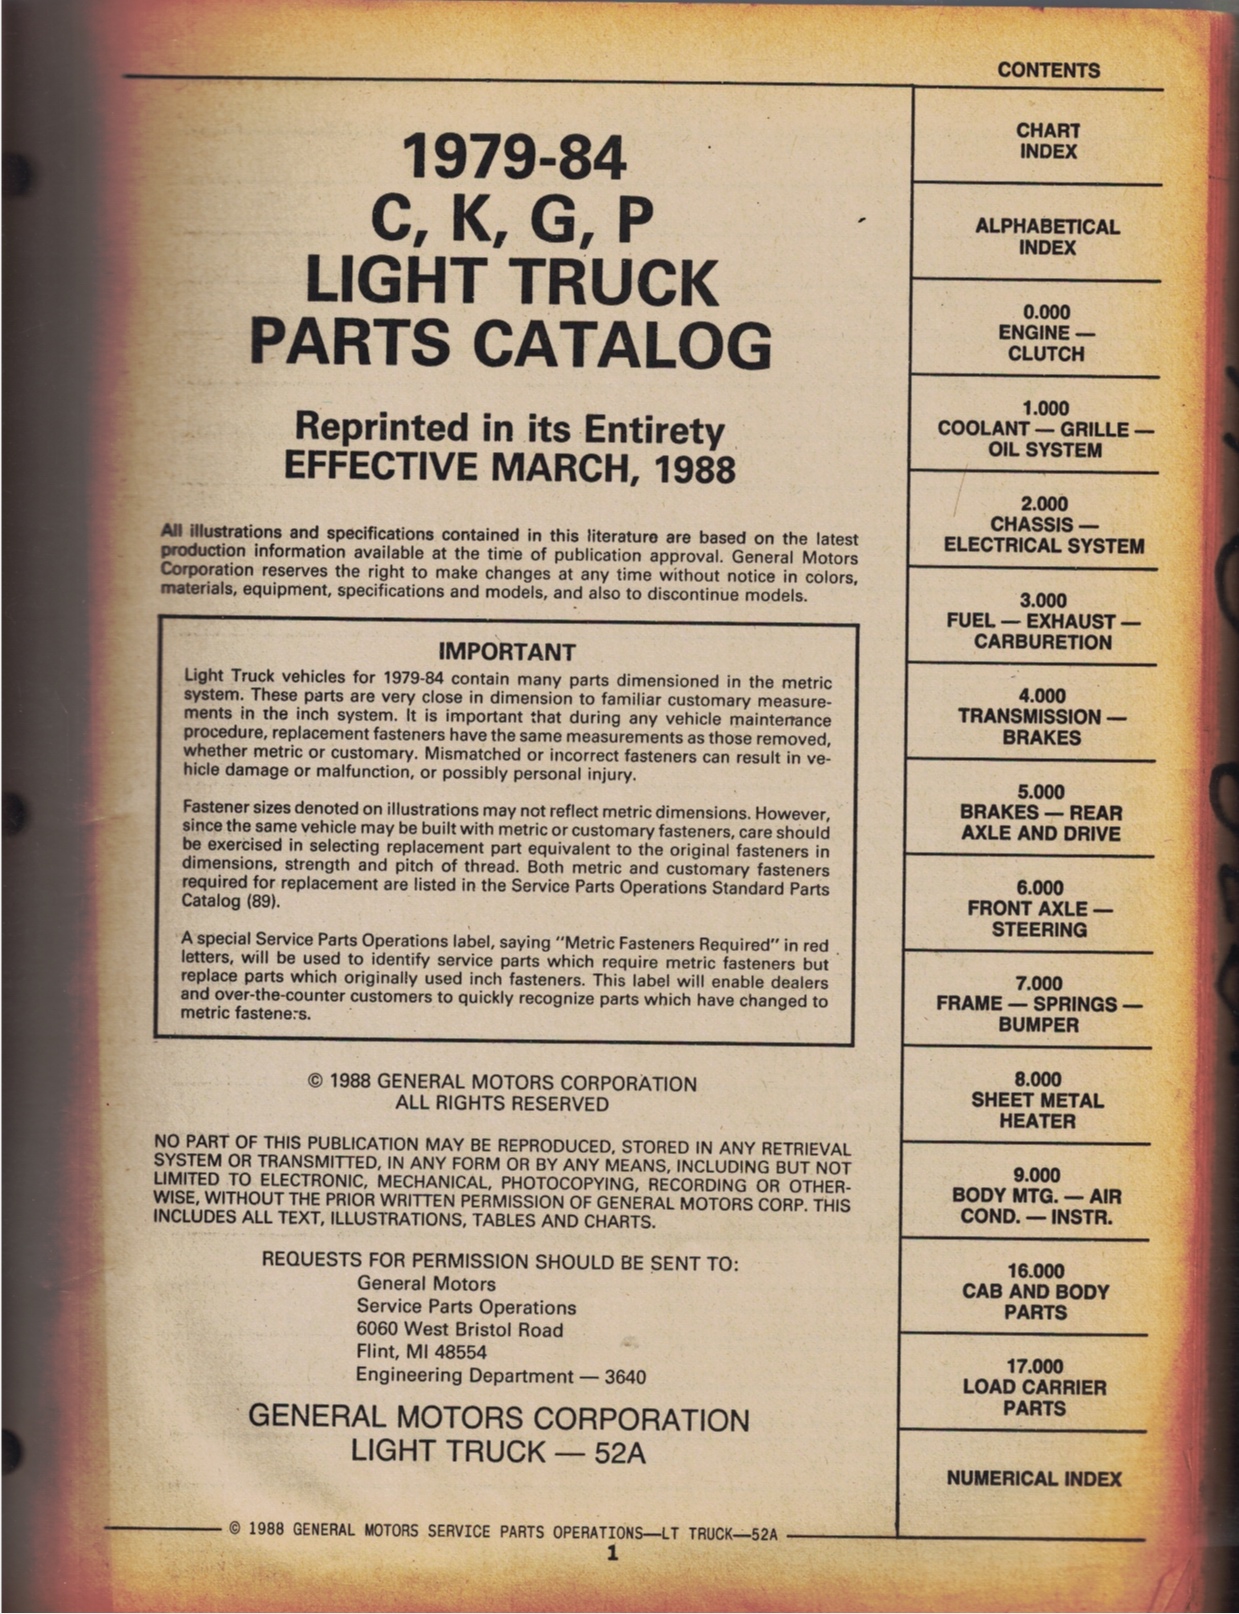 CONTENTS
1979-84
C, K, G, P
LIGHT TRUCK
PARTS CATALOG
Reprinted in its Entirety
EFFECTIVE MARCH, 1988
All illustrations and specifications contained in this literature are based on the latest
production information available at the time of publication approval. General Motors
Corporation reserves the right to make changes at any time without notice in colors,
materials, equipment, specifications and models, and also to discontinue models.
IMPORTANT
Light Truck vehicles for 1979-84 contain many parts dimensioned in the metric
system. These parts are very close in dimension to familiar customary measure-
ments in the inch system. It is important that during any vehicle maintenance
procedure, replacement fasteners have the same measurements as those removed,
whether metric or customary. Mismatched or incorrect fasteners can result in ve-
hicle damage or malfunction, or possibly personal injury.
Fastener sizes denoted on illustrations may not reflect metric dimensions. However,
since the same vehicle may be built with metric or customary fasteners, care should
be exercised in selecting replacement part equivalent to the original fasteners in
dimensions, strength and pitch of thread. Both metric and customary fasteners
required for replacement are listed in the Service Parts Operations Standard Parts
Catalog (89).
A special Service Parts Operations label, saying "Metric Fasteners Required" in red
letters, will be used to identify service parts which require metric fasteners but
replace parts which originally used inch fasteners. This label will enable dealers
and over-the-counter customers to quickly recognize parts which have changed to
metric fasteners.
© 1988 GENERAL MOTORS CORPORATION
ALL RIGHTS RESERVED
NO PART OF THIS PUBLICATION MAY BE REPRODUCED, STORED IN ANY RETRIEVAL
SYSTEM OR TRANSMITTED, IN ANY FORM OR BY ANY MEANS, INCLUDING BUT NOT
LIMITED TO ELECTRONIC, MECHANICAL, PHOTOCOPYING, RECORDING OR OTHER-
WISE, WITHOUT THE PRIOR WRITTEN PERMISSION OF GENERAL MOTORS CORP. THIS
INCLUDES ALL TEXT, ILLUSTRATIONS, TABLES AND CHARTS.
REQUESTS FOR PERMISSION SHOULD BE SENT TO:
General Motors
Service Parts Operations
6060 West Bristol Road
Flint, MI 48554
Engineering Department — 3640
GENERAL MOTORS CORPORATION
LIGHT TRUCK — 52A
CHART
INDEX
ALPHABETICAL
INDEX
0.000
ENGINE —
CLUTCH
1.000
COOLANT — GRILLE —
OIL SYSTEM
2.000
CHASSIS —
ELECTRICAL SYSTEM
3.000
FUEL — EXHAUST —
CARBURETION
4.000
TRANSMISSION —
BRAKES
5.000
BRAKES — REAR
AXLE AND DRIVE
6.000
FRONT AXLE —
STEERING
7.000
FRAME — SPRINGS —
BUMPER
8.000
SHEET METAL
HEATER
9.000
BODY MTG. — AIR
COND. — INSTR.
16.000
CAB AND BODY
PARTS
17.000
LOAD CARRIER
PARTS
NUMERICAL INDEX
© 1988 GENERAL MOTORS SERVICE PARTS OPERATIONS—LT TRUCK—52A
1